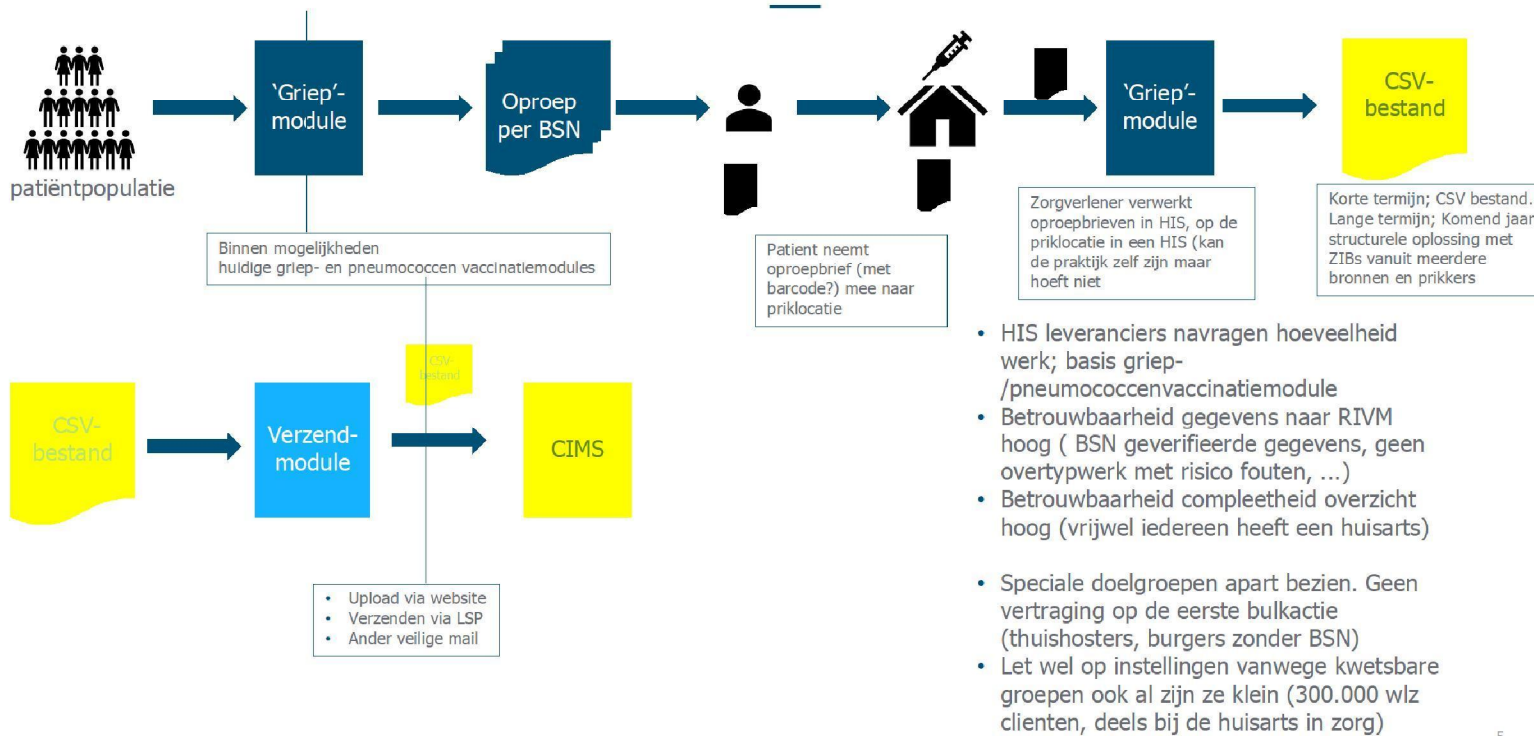 patiëntpopulatie
'Griep'-
module
Oproep
per BSN
'Griep'-
module
CSV-
bestand
Binnen mogelijkheden
huidige griep- en pneumococcen vaccinatiemodules
Patient neemt
oproepbrief (met
barcode?) mee naar
priklocatie
Zorgverlener verwerkt
oproepbrieven in HIS, op de
priklocatie in een HIS (kan
de praktijk zelf zijn maar
hoeft niet
Korte termijn; CSV bestand.
Lange termijn; Komend jaar
structurele oplossing met
ZIBs vanuit meerdere
bronnen en prikkers
CSV-
bestand
Verzend-
module
CSV-
bestand
CIMS
• Upload via website
• Verzenden via LSP
• Ander veilige mail
• HIS leveranciers navragen hoeveelheid
werk; basis griep-
/pneumococcenvaccinatiemodule
• Betrouwbaarheid gegevens naar RIVM
hoog ( BSN geverifieerde gegevens, geen
overtypwerk met risico fouten, ...)
• Betrouwbaarheid compleetheid overzicht
hoog (vrijwel iedereen heeft een huisarts)
• Speciale doelgroepen apart bezien. Geen
vertraging op de eerste bulkactie
(thuishosters, burgers zonder BSN)
• Let wel op instellingen vanwege kwetsbare
groepen ook al zijn ze klein (300.000 wlz
clienten, deels bij de huisarts in zorg)